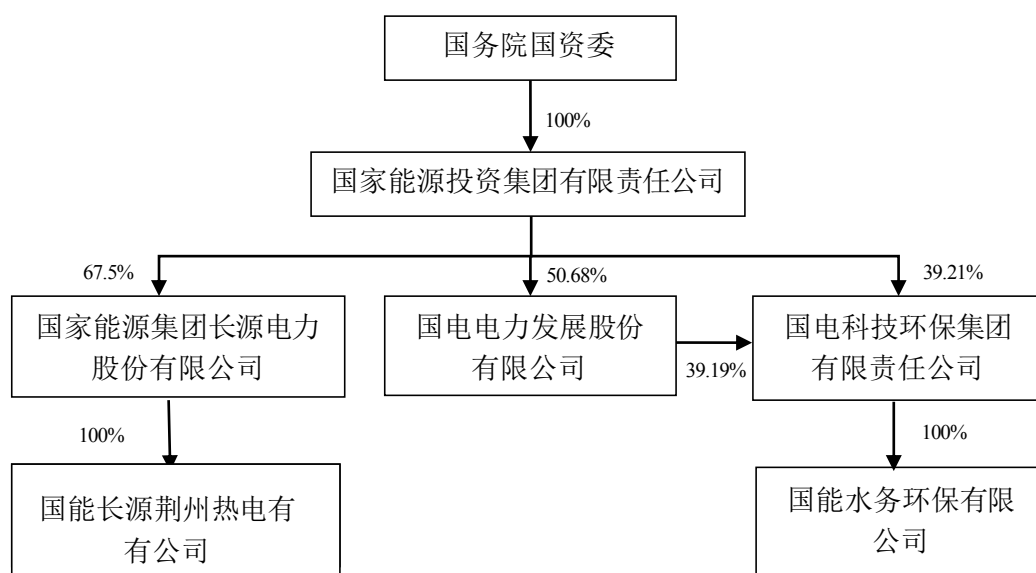 国务院国资委
100%
国家能源投资集团有限责任公司
67.5%
50.68%
39.21%
国家能源集团长源电力
股份有限公司
国电电力发展股份
有限公司
39.19%
国电科技环保集团
有限责任公司
100%
100%
国能长源荆州热电有
有公司
国能水务环保有限
公司